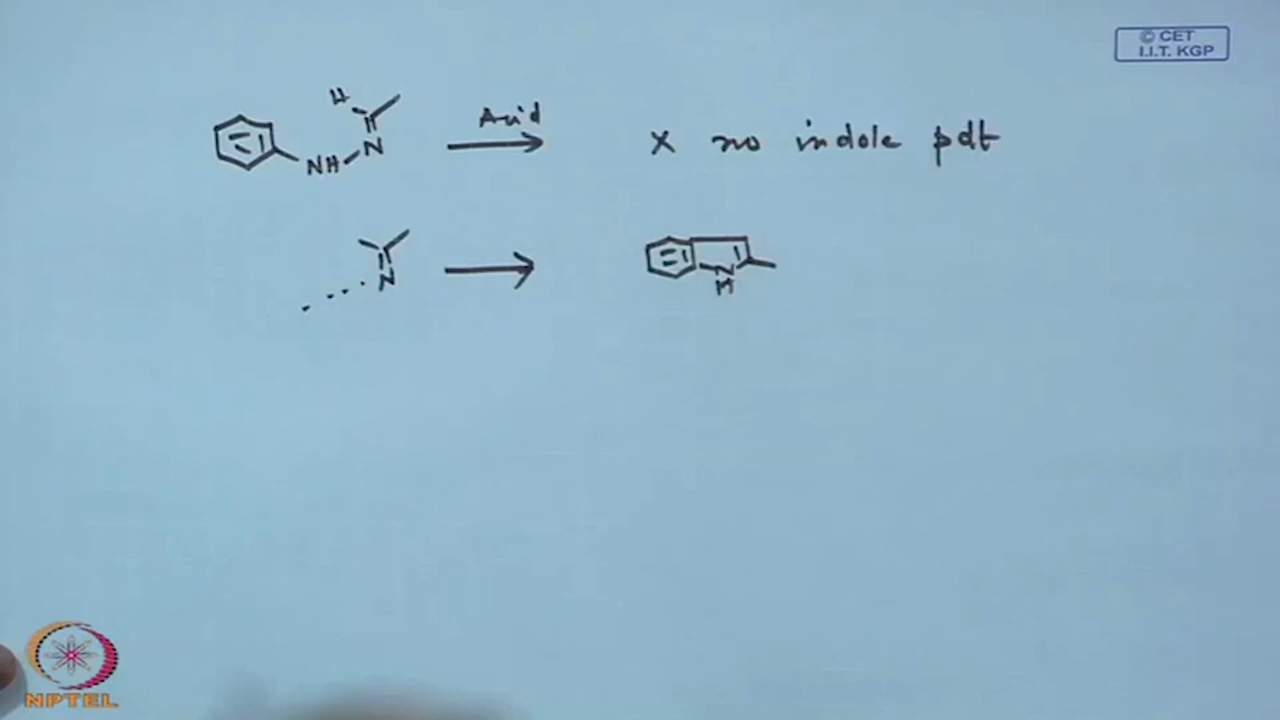 © CET
I.I.T. KGP
H
Acid
NH
N
x no indole pdt
N
N
H
NPTEL